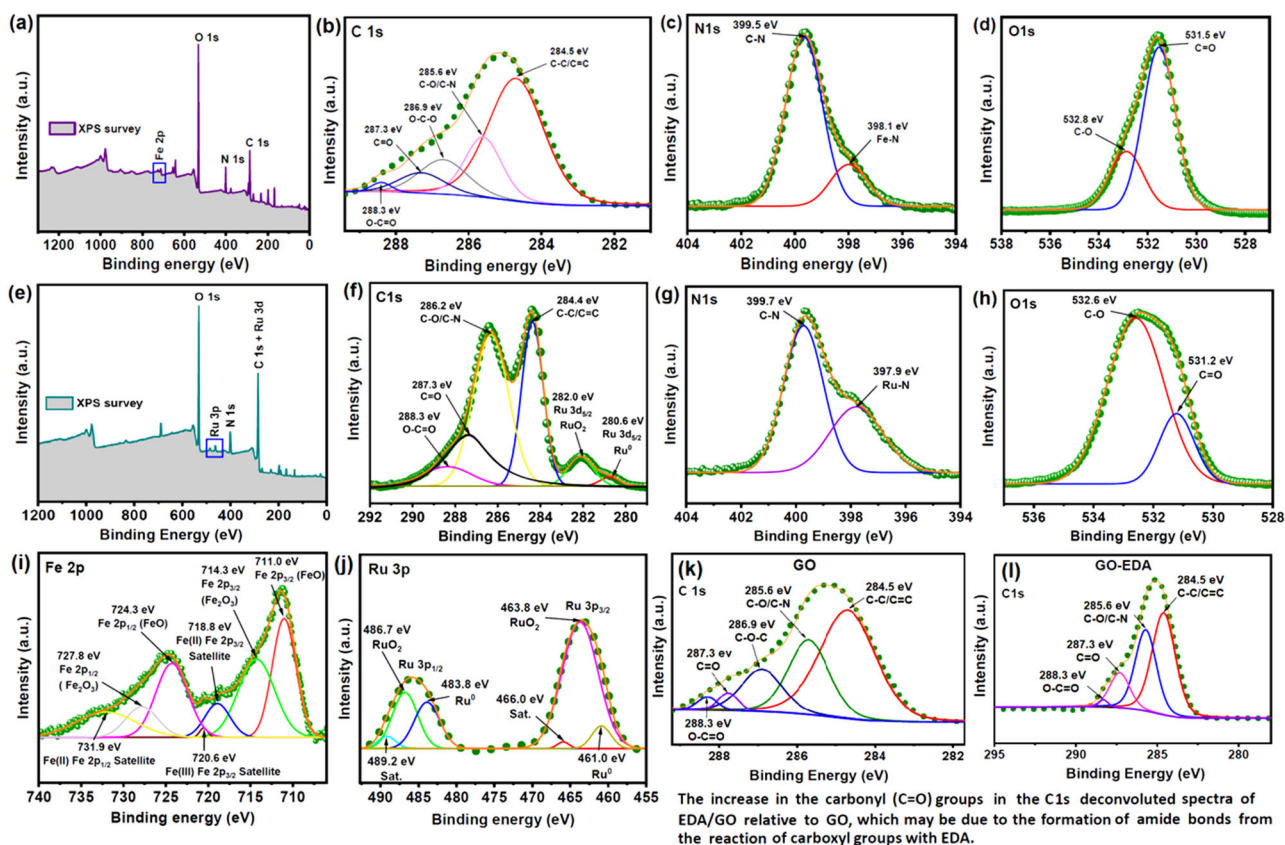 (a)
O 1s
XPS survey
Fe 2p
N 1s
C 1s
Intensity (a.u.)
1200 1000 800 600 400 200 0
Binding energy (eV)
(b)
C 1s
284.5 eV
C-C/C=C
285.6 eV
C-O/C-N
286.9 eV
O-C-O
287.3 eV
C=O
288.3 eV
O-C=O
Intensity (a.u.)
288 286 284 282
Binding energy (eV)
(c)
N1s
399.5 eV
C-N
398.1 eV
Fe-N
Intensity (a.u.)
404 402 400 398 396 394
Binding energy (eV)
(d)
O1s
531.5 eV
C=O
532.8 eV
C-O
Intensity (a.u.)
536 534 532 530 528
Binding energy (eV)
(e)
O 1s
C 1s + Ru 3d
XPS survey
Ru 3p
N 1s
Intensity (a.u.)
1200 1000 800 600 400 200 0
Binding Energy (eV)
(f)
C1s
286.2 eV
C-O/C-N
284.4 eV
C-C/C=C
287.3 eV
C=O
288.3 eV
O-C=O
282.0 eV
Ru 3d5/2
RuO2
280.6 eV
Ru 3d5/2
Ru0
Intensity (a.u.)
292 290 288 286 284 282 280
Binding energy (eV)
(g)
N1s
399.7 eV
C-N
397.9 eV
Ru-N
Intensity (a.u.)
404 402 400 398 396 394
Binding energy (eV)
(h)
O1s
532.6 eV
C-O
531.2 eV
C=O
Intensity (a.u.)
536 534 532 530 528
Binding energy (eV)
(i)
Fe 2p
711.0 eV
Fe 2p3/2 (FeO)
714.3 eV
Fe 2p3/2
(Fe2O3)
724.3 eV
Fe 2p1/2 (FeO)
718.8 eV
Fe(II) Fe 2p3/2
Satellite
727.8 eV
Fe 2p1/2
( Fe2O3)
731.9 eV
Fe(II) Fe 2p1/2 Satellite
720.6 eV
Fe(III) Fe 2p3/2 Satellite
Intensity (a.u.)
740 735 730 725 720 715 710
Binding energy (eV)
(j)
Ru 3p
463.8 eV
RuO2
Ru 3p3/2
486.7 eV
RuO2
Ru 3p1/2
483.8 eV
Ru0
466.0 eV
Sat.
489.2 eV
Sat.
461.0 eV
Ru0
Intensity (a.u.)
490 485 480 475 470 465 460 455
Binding energy (eV)
(k)
GO
C 1s
284.5 eV
C-C/C=C
285.6 eV
C-O/C-N
286.9 eV
C-O-C
287.3 eV
C=O
288.3 eV
O-C=O
Intensity (a.u.)
288 286 284 282
Binding energy (eV)
(l)
GO-EDA
C1s
284.5 eV
C-C/C=C
285.6 eV
C-O/C-N
287.3 eV
C=O
288.3 eV
O-C=O
Intensity (a.u.)
295 290 285 280
Binding energy (eV)
The increase in the carbonyl (C=O) groups in the C1s deconvoluted spectra of
EDA/GO relative to GO, which may be due to the formation of amide bonds from
the reaction of carboxyl groups with EDA.